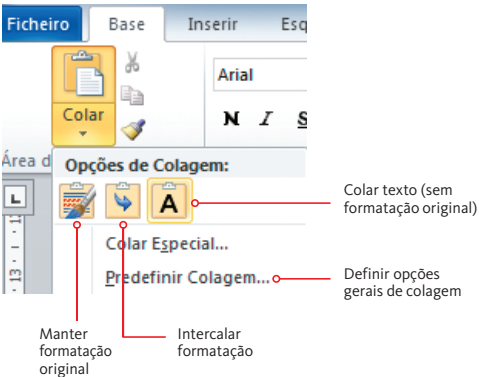 Ficheiro Base Inserir Esq
Arial
Colar
N I S
Área d
Opções de Colagem:
A
Colar texto (sem
formatação original)
L
Colar Especial...
Predefinir Colagem...
Definir opções
gerais de colagem
13
Manter
formatação
original
Intercalar
formatação